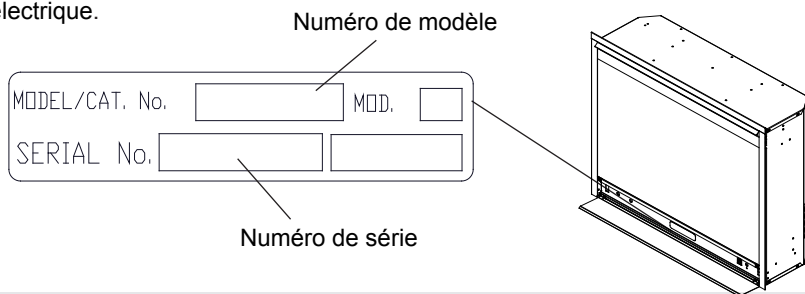 électrique.
Numéro de modèle
MODEL/CAT. No. MOD.
SERIAL No.
Numéro de série